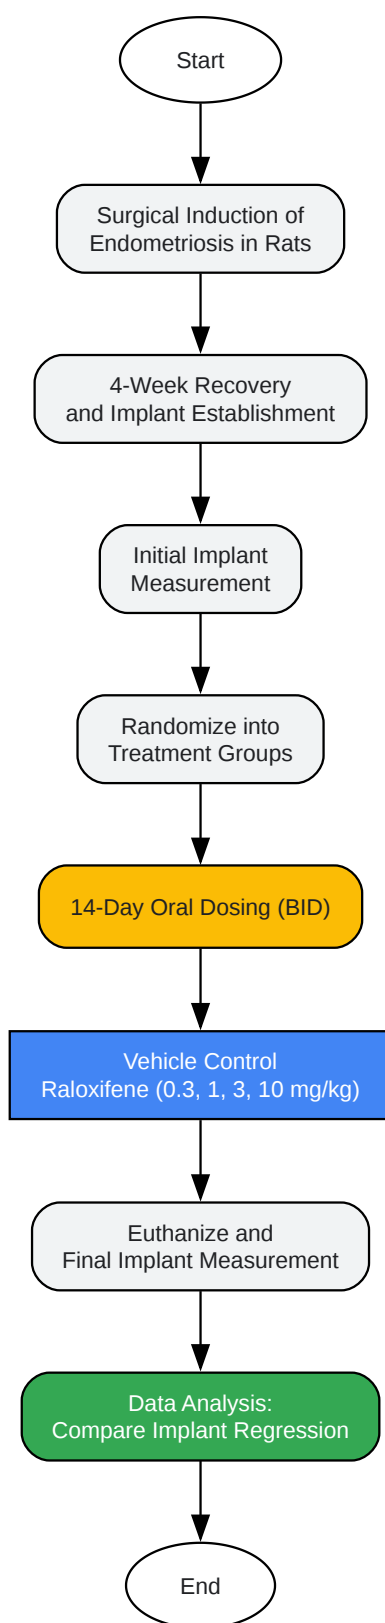 Start
Surgical Induction of
Endometriosis in Rats
4-Week Recovery
and Implant Establishment
Initial Implant
Measurement
Randomize into
Treatment Groups
14-Day Oral Dosing (BID)
Vehicle Control
Raloxifene (0.3, 1, 3, 10 mg/kg)
Euthanize and
Final Implant Measurement
Data Analysis:
Compare Implant Regression
End